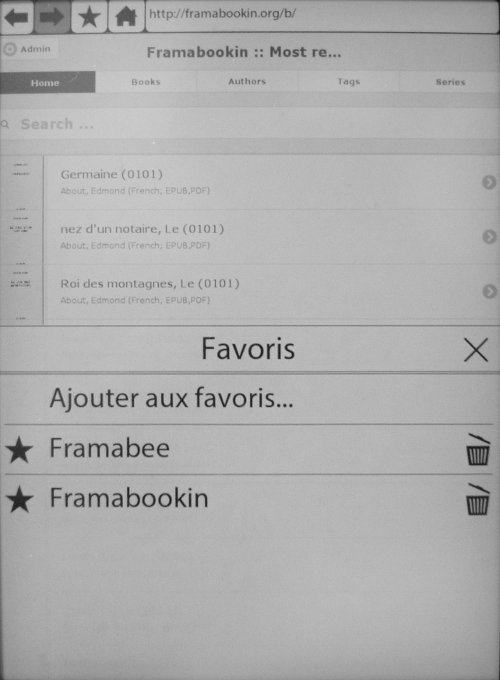 http://framabookin.org/b/
Admin
Framabookin :: Most re...
Home Books Authors Tags Series
Search ...
Germaine (0101)
About, Edmond (French; EPUB,PDF)
nez d'un notaire, Le (0101)
About, Edmond (French; EPUB,PDF)
Roi des montagnes, Le (0101)
About, Edmond (French; EPUB,PDF)
Favoris
Ajouter aux favoris...
Framabee
Framabookin